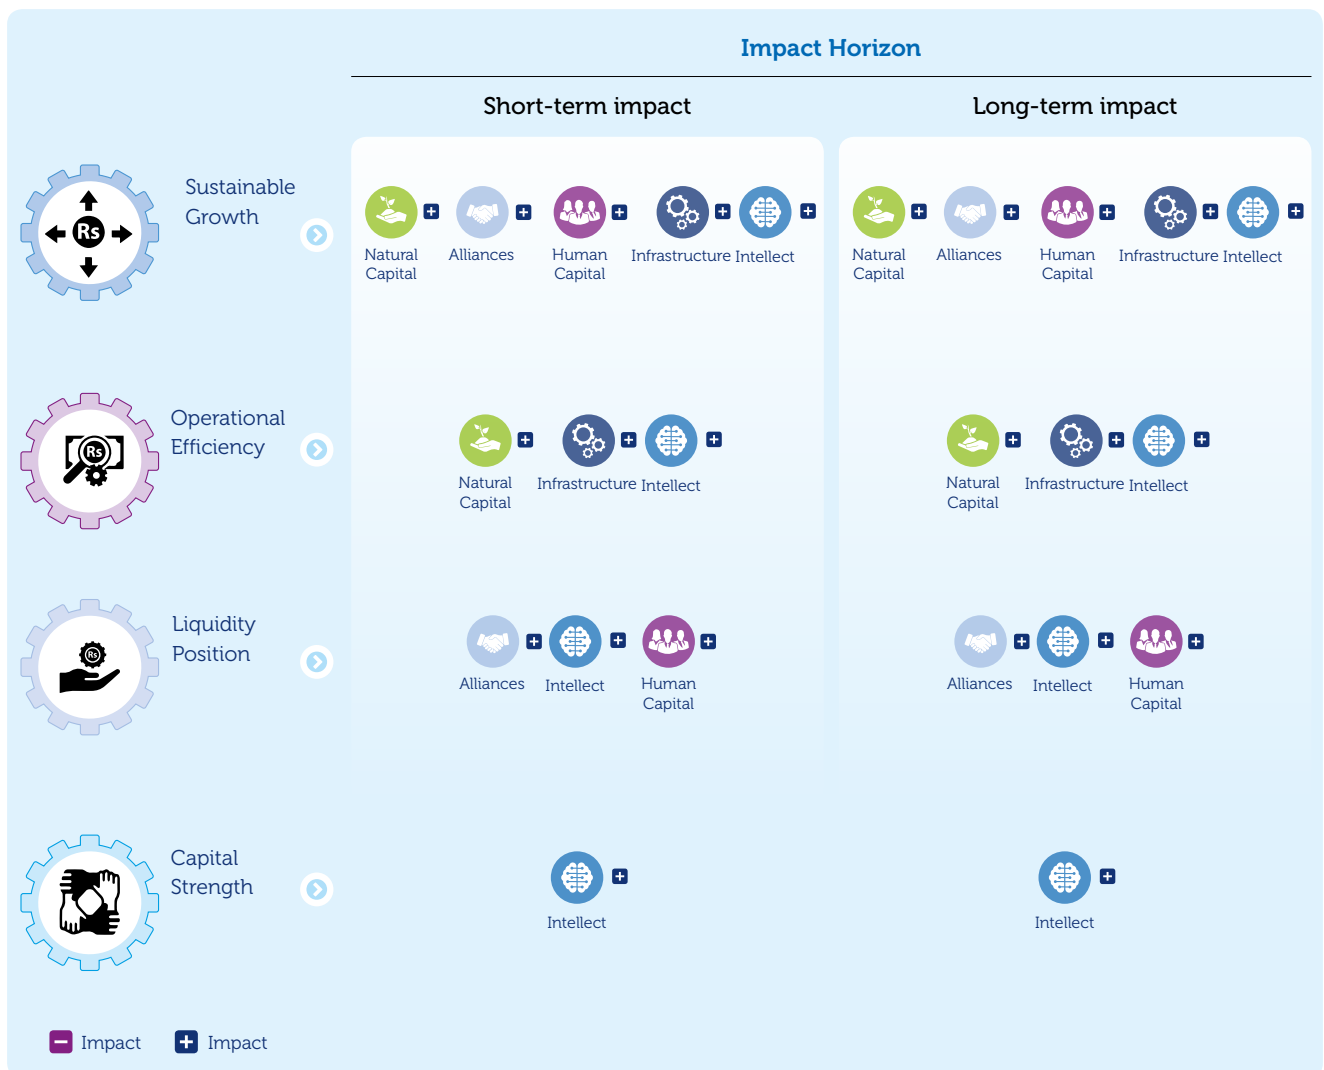 Impact Horizon
Short-term impact
Long-term impact
Sustainable
Growth
Rs
Natural
Capital
Alliances
Human
Capital
Infrastructure
Intellect
Natural
Capital
Alliances
Human
Capital
Infrastructure
Intellect
Operational
Efficiency
Rs
Natural
Capital
Infrastructure
Intellect
Natural
Capital
Infrastructure
Intellect
Liquidity
Position
Rs
Alliances
Intellect
Human
Capital
Alliances
Intellect
Human
Capital
Capital
Strength
Intellect
Intellect
Impact
Impact